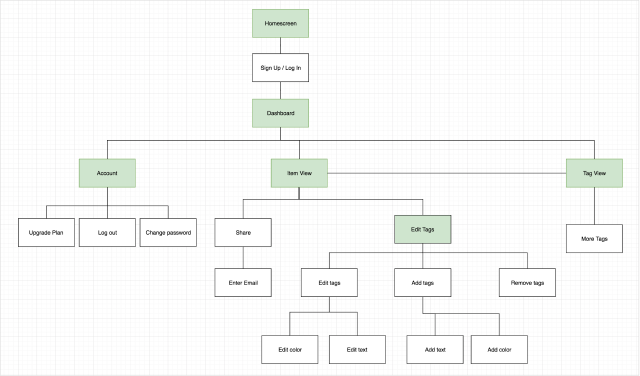 Homescreen
Sign Up / Log In
Dashboard
Account
Item View
Tag View
Upgrade Plan
Log out
Change password
Share
Edit Tags
More Tags
Enter Email
Edit tags
Add tags
Remove tags
Edit color
Edit text
Add text
Add color